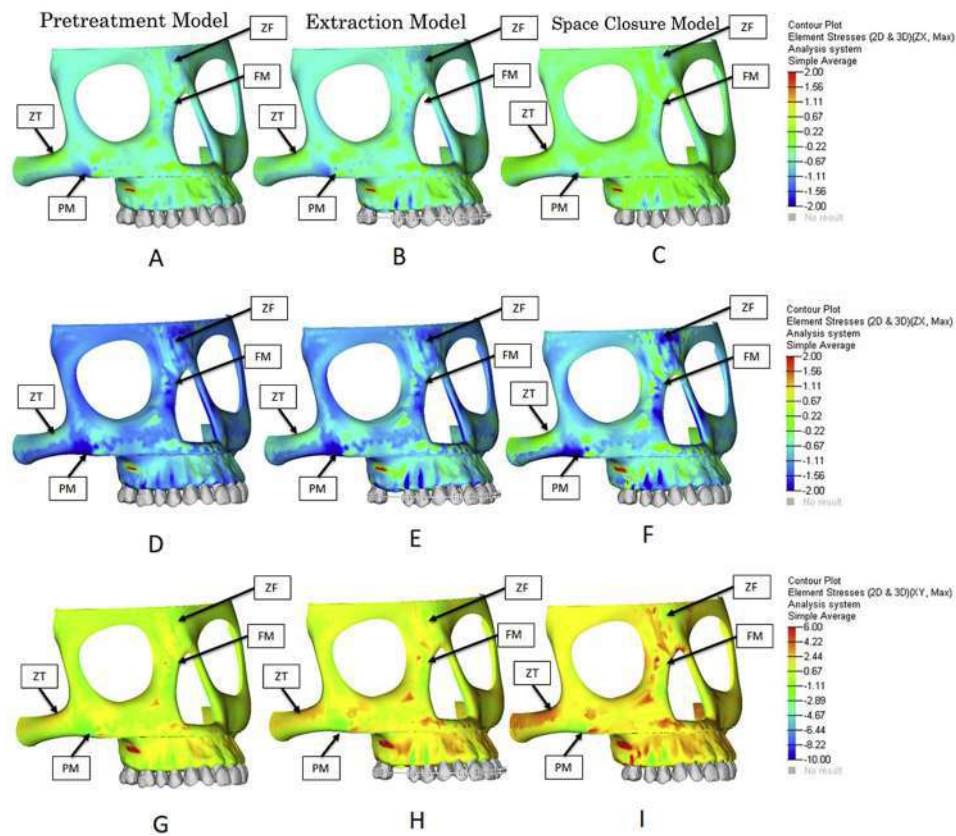 Pretreatment Model
Extraction Model
Space Closure Model
ZF
FM
ZT
PM
A
ZF
FM
ZT
PM
B
ZF
FM
ZT
PM
C
Contour Plot
Element Stresses (2D & 3D)(ZX, Max)
Analysis system
Simple Average
2.00
1.56
1.11
0.67
0.22
-0.22
-0.67
-1.11
-1.56
-2.00
No result
ZF
FM
ZT
PM
D
ZF
FM
ZT
PM
E
ZF
FM
ZT
PM
F
Contour Plot
Element Stresses (2D & 3D)(ZX, Max)
Analysis system
Simple Average
2.00
1.56
1.11
0.67
0.22
-0.22
-0.67
-1.11
-1.56
-2.00
No result
ZF
FM
ZT
PM
G
ZF
FM
ZT
PM
H
ZF
FM
ZT
PM
I
Contour Plot
Element Stresses (2D & 3D)(XY, Max)
Analysis system
Simple Average
6.00
4.22
2.44
0.67
-1.11
-2.89
-4.67
-6.44
-8.22
-10.00
No result